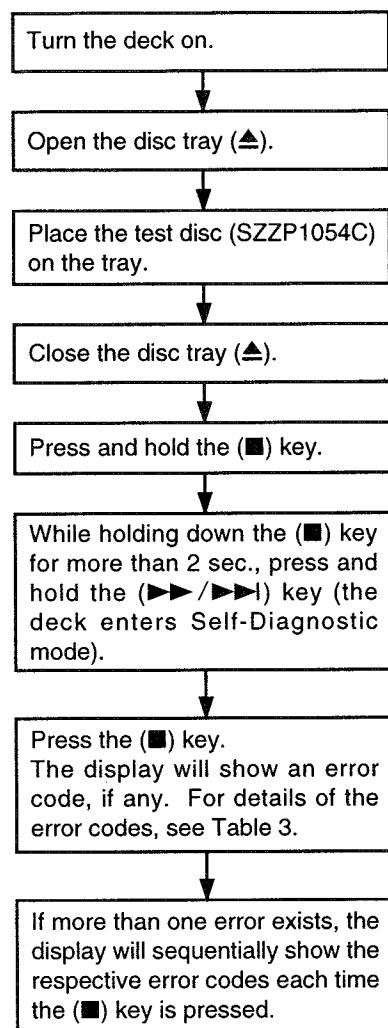 Turn the deck on.
Open the disc tray (⏏).
Place the test disc (SZZP1054C)
on the tray.
Close the disc tray (⏏).
Press and hold the (■) key.
While holding down the (■) key
for more than 2 sec., press and
hold the (▶▶/▶▶I) key (the
deck enters Self-Diagnostic
mode).
Press the (■) key.
The display will show an error
code, if any. For details of the
error codes, see Table 3.
If more than one error exists, the
display will sequentially show the
respective error codes each time
the (■) key is pressed.